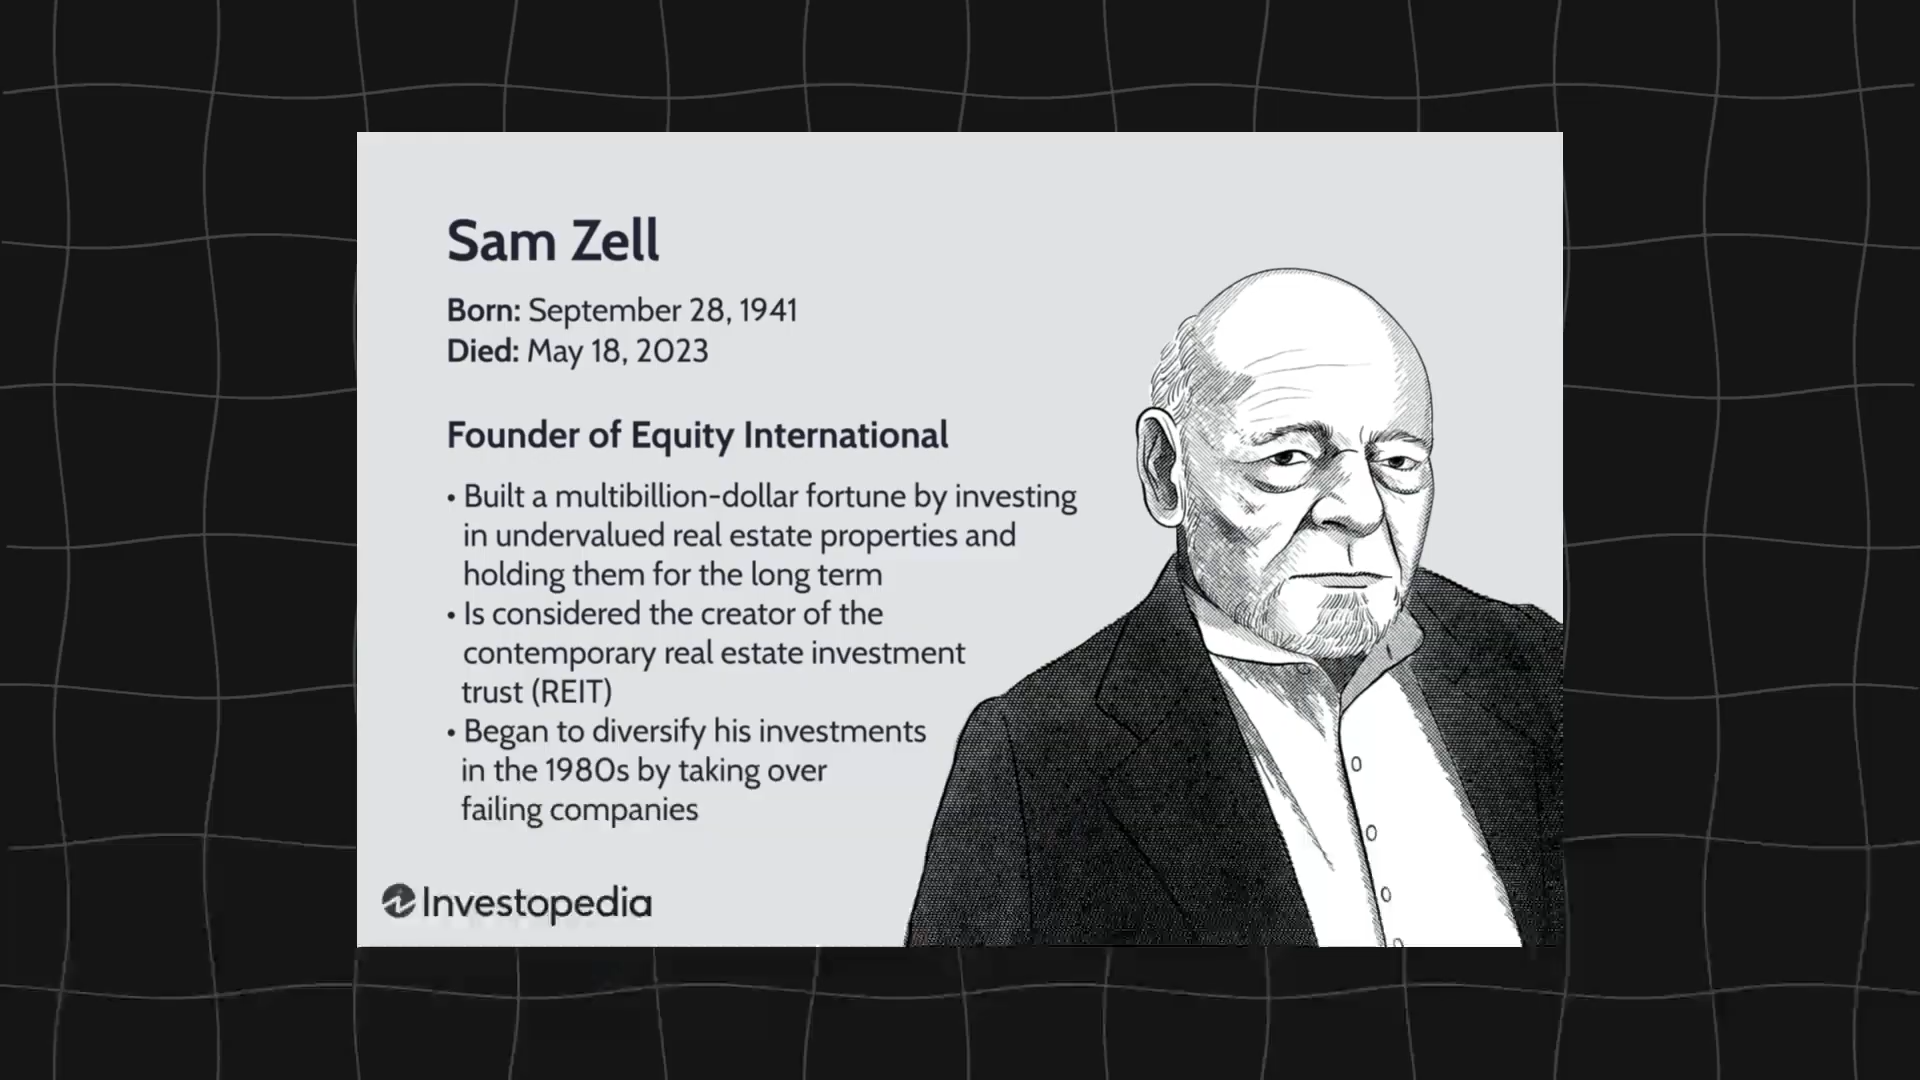 Sam Zell
Born: September 28, 1941
Died: May 18, 2023
Founder of Equity International
• Built a multibillion-dollar fortune by investing
in undervalued real estate properties and
holding them for the long term
• Is considered the creator of the
contemporary real estate investment
trust (REIT)
• Began to diversify his investments
in the 1980s by taking over
failing companies
Investopedia